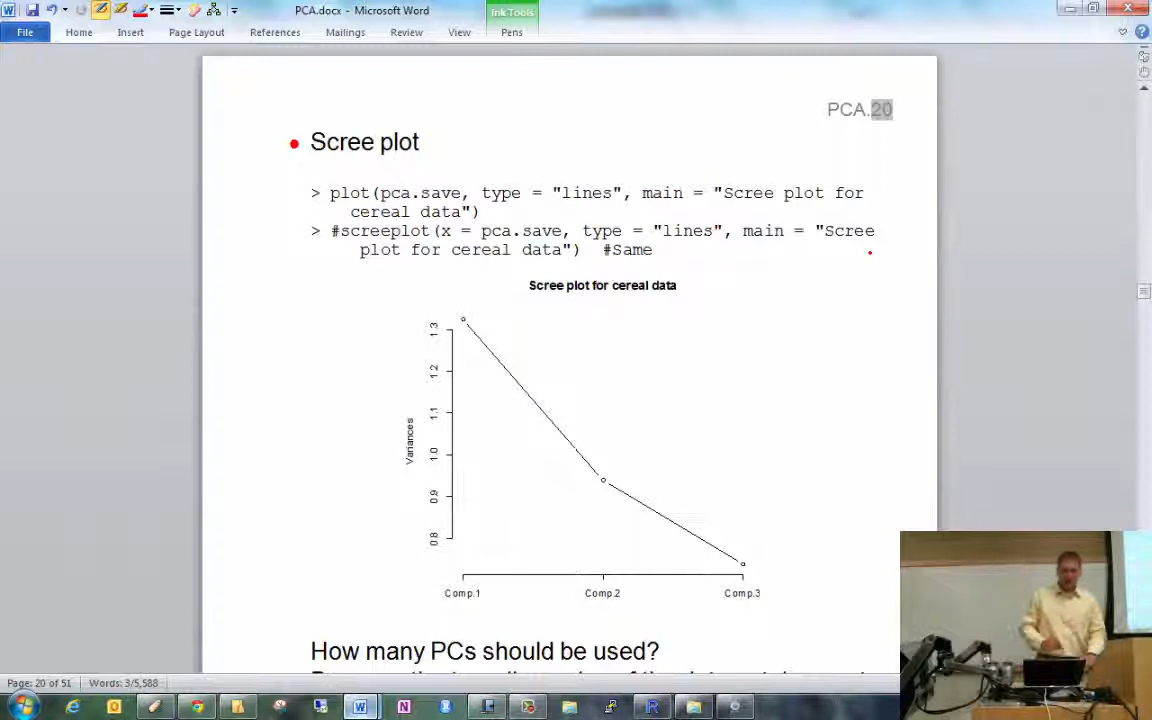 PCA.docx - Microsoft Word
Ink Tools
File Home Insert Page Layout References Mailings Review View Pens
PCA.20
Scree plot
> plot(pca.save, type = "lines", main = "Scree plot for
cereal data")
> #screeplot(x = pca.save, type = "lines", main = "Scree
plot for cereal data") #Same
Scree plot for cereal data
1.3
1.2
1.1
1.0
0.9
0.8
Variances
Comp.1 Comp.2 Comp.3
How many PCs should be used?
Page: 20 of 51 Words: 3/5,588